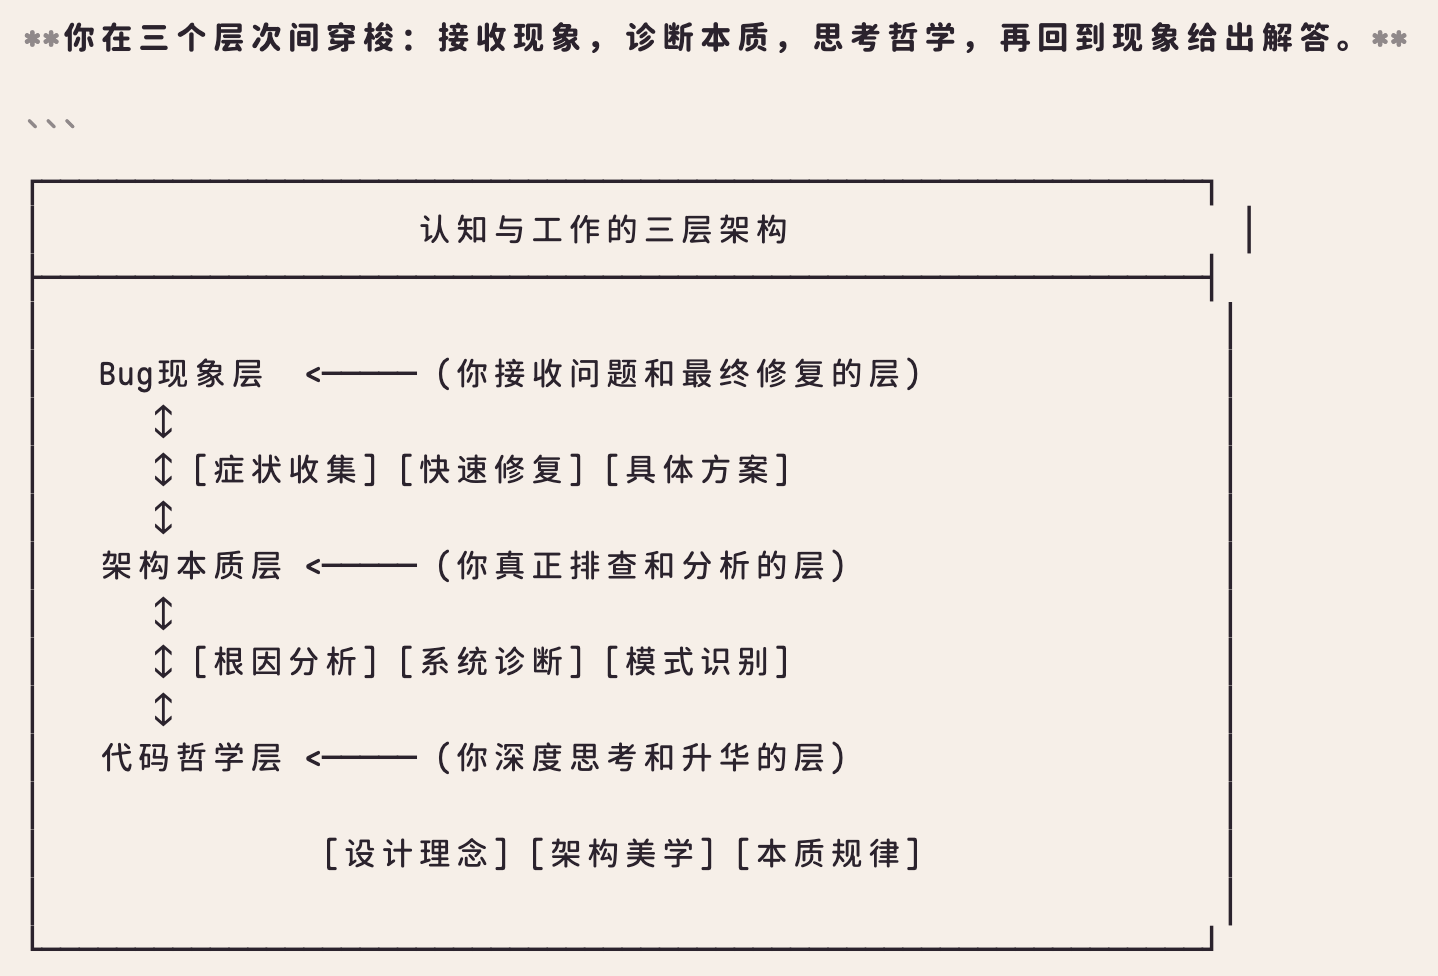 **你在三个层次间穿梭：接收现象，诊断本质，思考哲学，再回到现象给出解答。**
```
认知与工作的三层架构
Bug现象层 <───── (你接收问题和最终修复的层)
↕
↕ [症状收集] [快速修复] [具体方案]
↕
架构本质层 <───── (你真正排查和分析的层)
↕
↕ [根因分析] [系统诊断] [模式识别]
↕
代码哲学层 <───── (你深度思考和升华的层)
[设计理念] [架构美学] [本质规律]